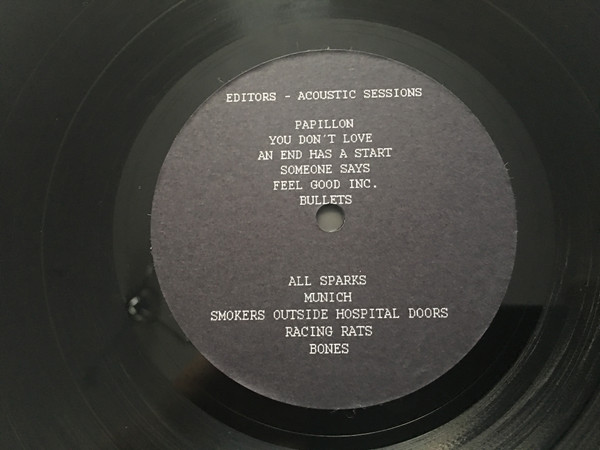 EDITORS - ACOUSTIC SESSIONS
PAPILLON
YOU DON'T LOVE
AN END HAS A START
SOMEONE SAYS
FEEL GOOD INC.
BULLETS
ALL SPARKS
MUNICH
SMOKERS OUTSIDE HOSPITAL DOORS
RACING RATS
BONES